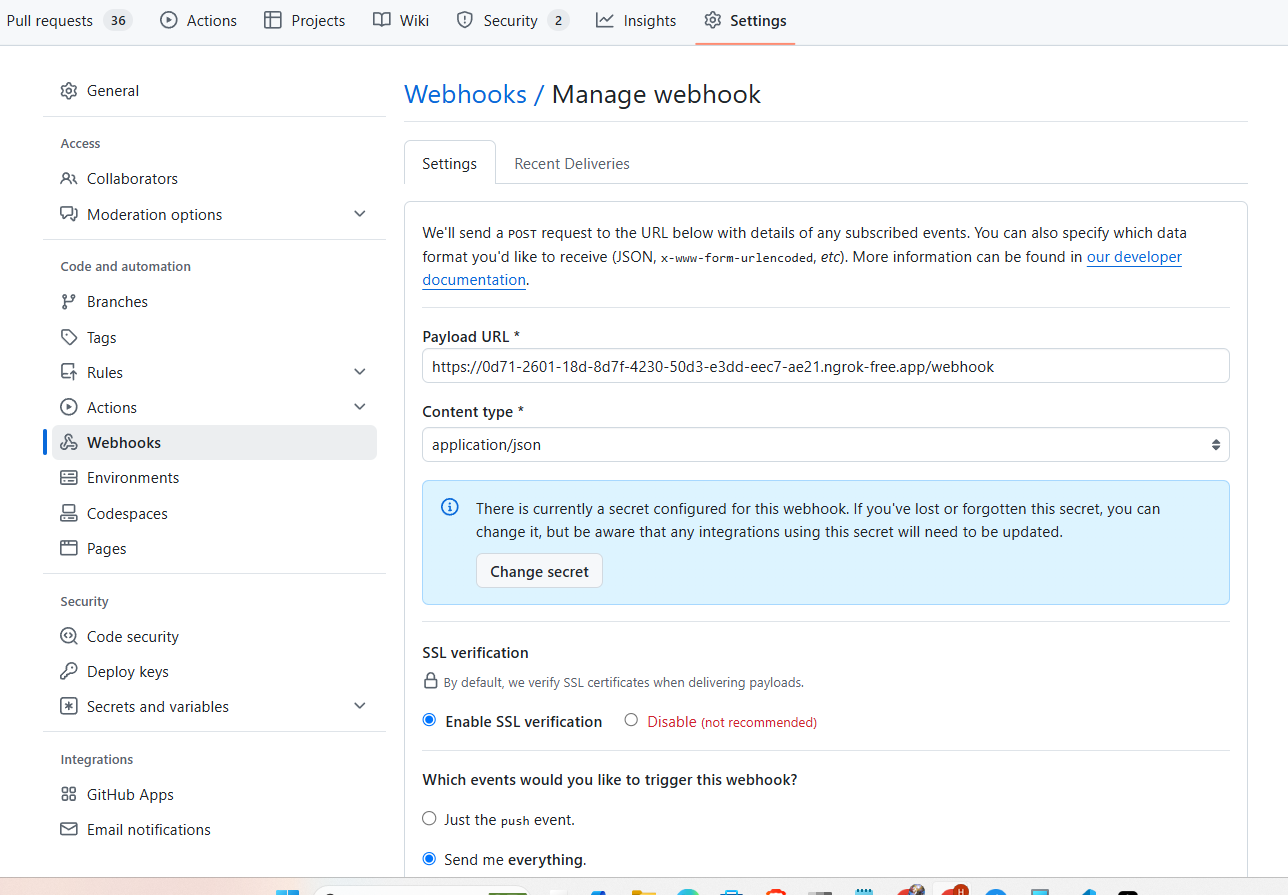 Pull requests 36 Actions Projects Wiki Security 2 Insights Settings
General
Access
Collaborators
Moderation options
Code and automation
Branches
Tags
Rules
Actions
Webhooks
Environments
Codespaces
Pages
Security
Code security
Deploy keys
Secrets and variables
Integrations
GitHub Apps
Email notifications
Webhooks / Manage webhook
Settings Recent Deliveries
We'll send a POST request to the URL below with details of any subscribed events. You can also specify which data
format you'd like to receive (JSON, x-www-form-urlencoded, etc). More information can be found in our developer
documentation.
Payload URL *
https://0d71-2601-18d-8d7f-4230-50d3-e3dd-eec7-ae21.ngrok-free.app/webhook
Content type *
application/json
There is currently a secret configured for this webhook. If you've lost or forgotten this secret, you can
change it, but be aware that any integrations using this secret will need to be updated.
Change secret
SSL verification
By default, we verify SSL certificates when delivering payloads.
Enable SSL verification Disable (not recommended)
Which events would you like to trigger this webhook?
Just the push event.
Send me everything.
H